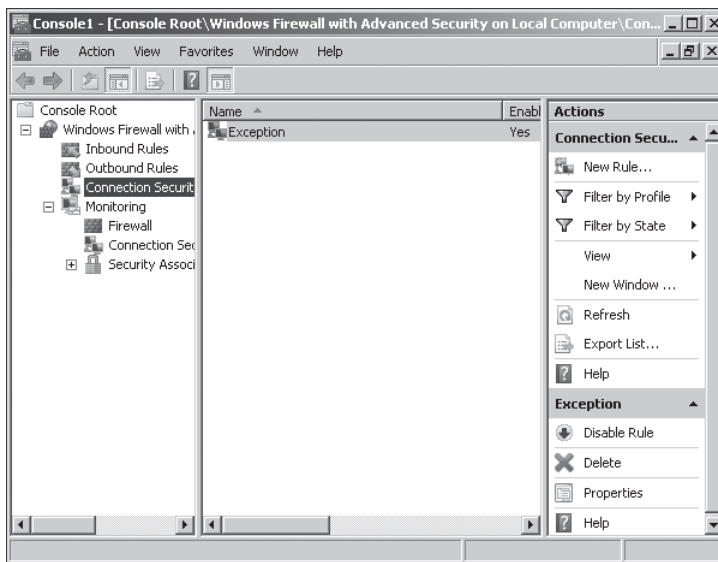 Console1 - [Console Root\Windows Firewall with Advanced Security on Local Computer\Con...
File Action View Favorites Window Help
Console Root
Windows Firewall with
Inbound Rules
Outbound Rules
Connection Securit
Monitoring
Firewall
Connection Sec
Security Associ
Name Enabl
Exception Yes
Actions
Connection Secu...
New Rule...
Filter by Profile
Filter by State
View
New Window ...
Refresh
Export List...
Help
Exception
Disable Rule
Delete
Properties
Help